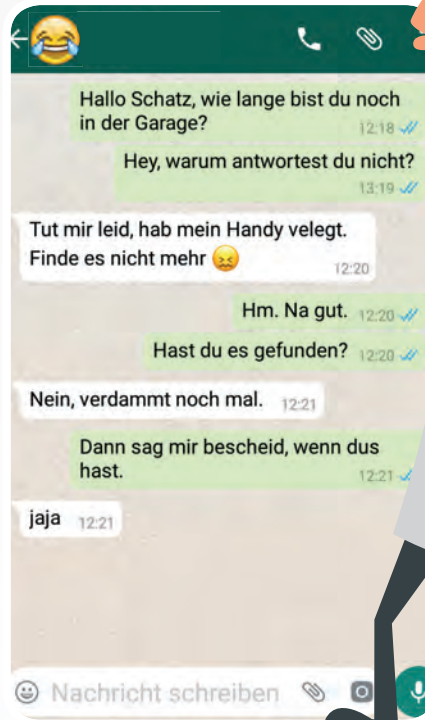 Hallo Schatz, wie lange bist du noch
in der Garage?
12:18
Hey, warum antwortest du nicht?
13:19
Tut mir leid, hab mein Handy velegt.
Finde es nicht mehr 😖
12:20
Hm. Na gut. 12:20
Hast du es gefunden? 12:20
Nein, verdammt noch mal. 12:21
Dann sag mir bescheid, wenn dus
hast.
12:21
jaja 12:21
Nachricht schreiben